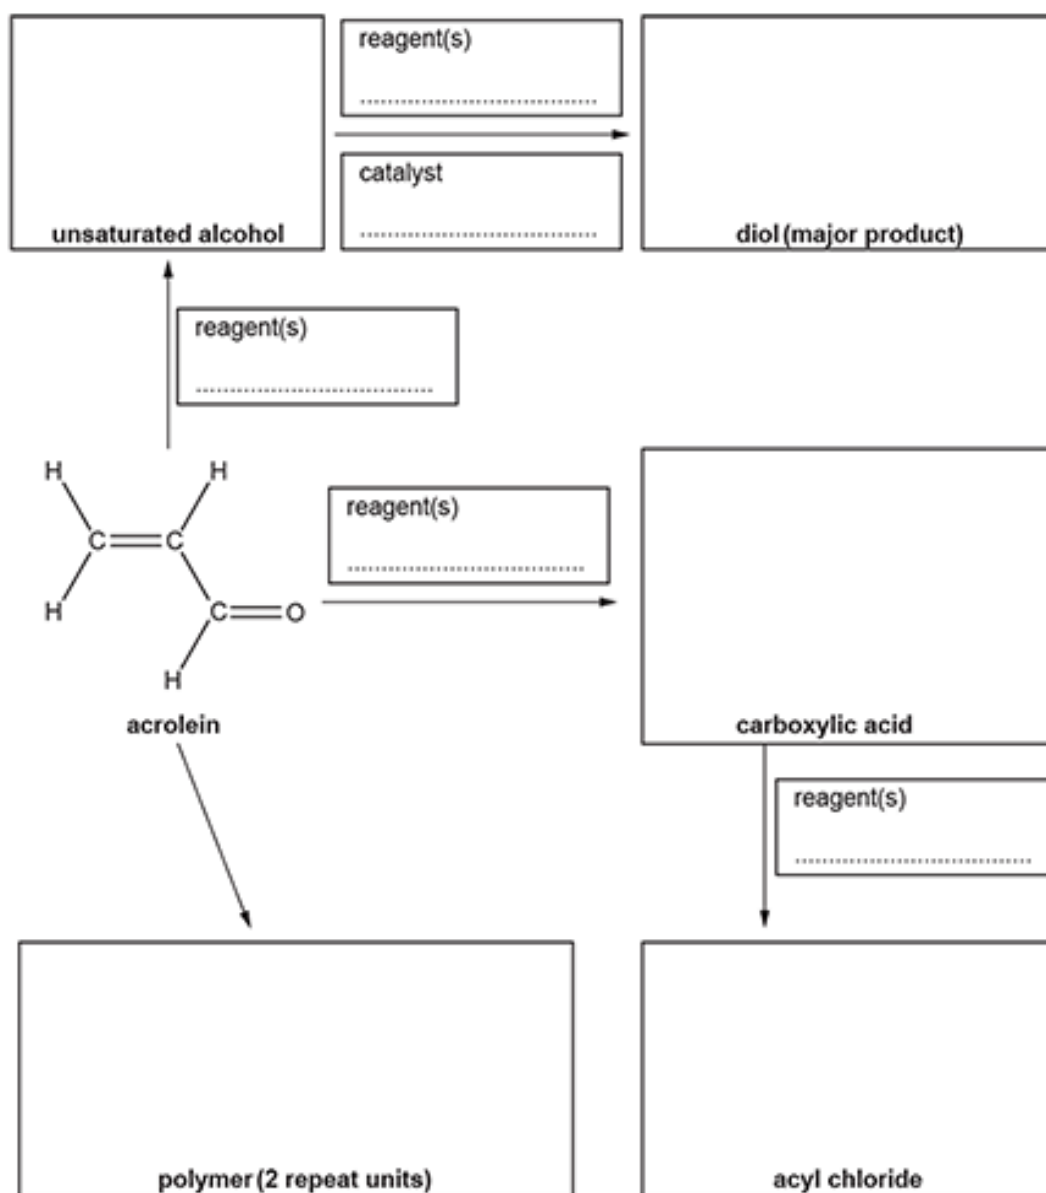 reagent(s)
..................................
catalyst
..................................
unsaturated alcohol
diol (major product)
reagent(s)
..................................
H
H
C
C
H
C
O
H
acrolein
reagent(s)
..................................
carboxylic acid
reagent(s)
..................................
polymer (2 repeat units)
acyl chloride